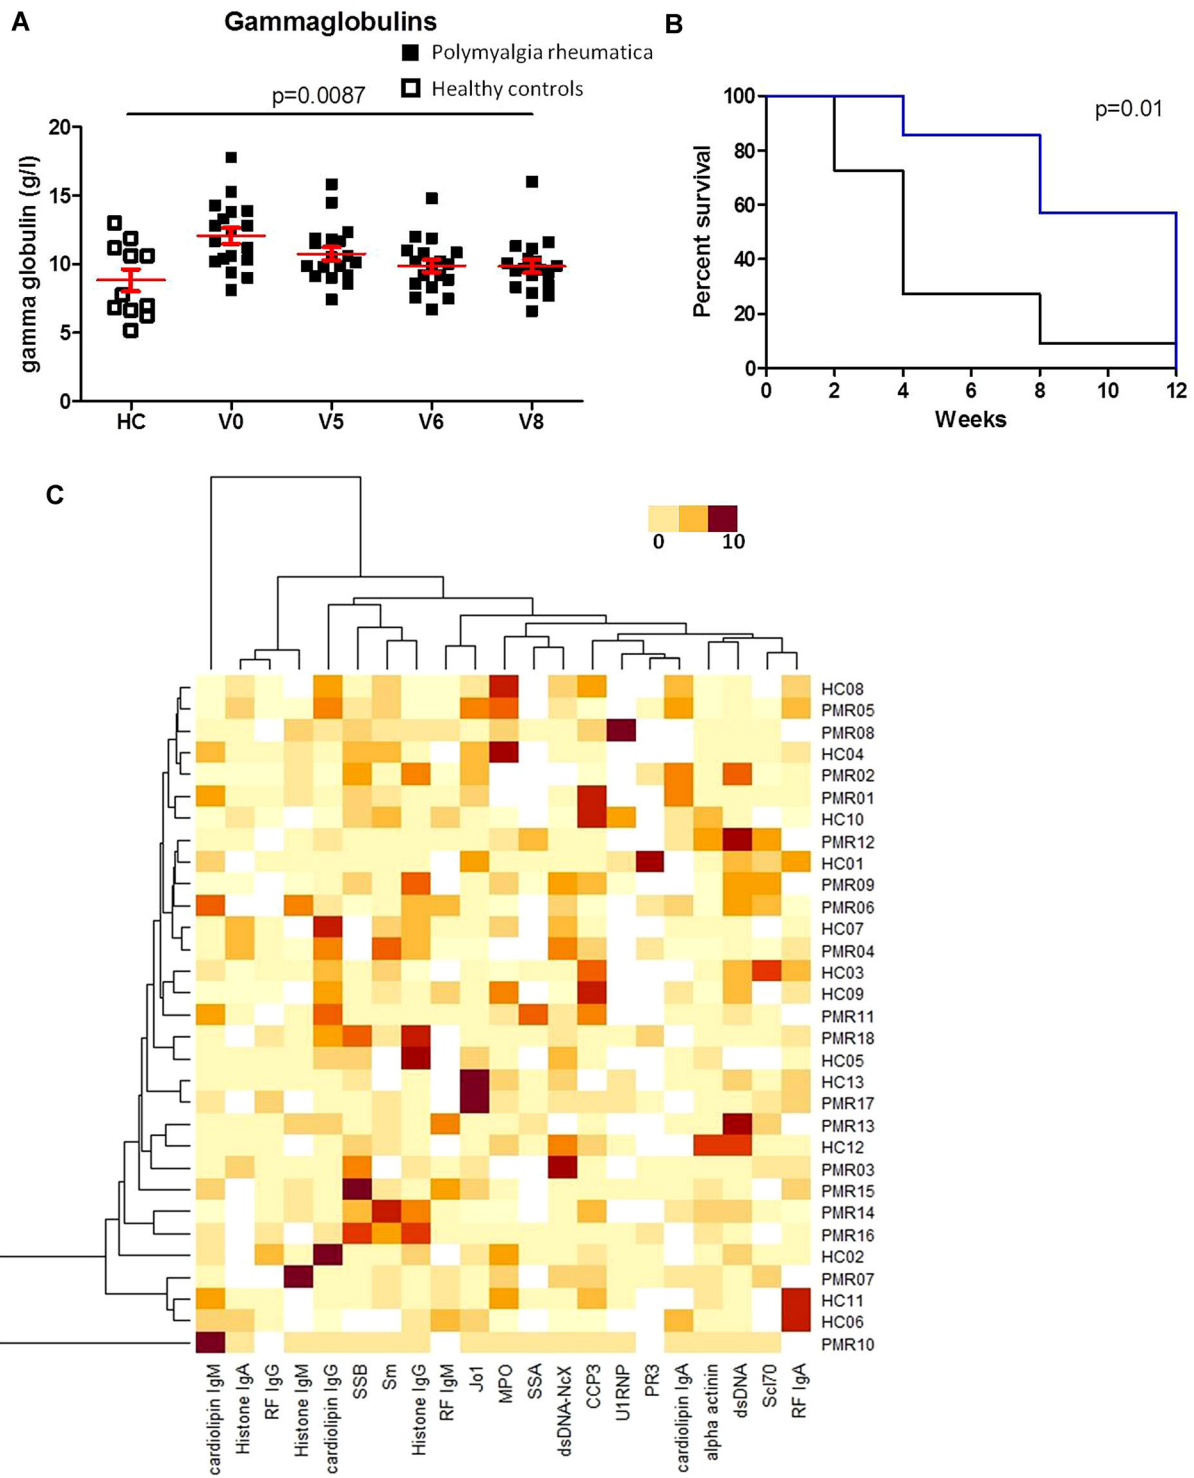 A
Gammaglobulins
Polymyalgia rheumatica
Healthy controls
p=0.0087
gamma globulin (g/l)
20
15
10
5
0
HC V0 V5 V6 V8
B
p=0.01
Percent survival
100
80
60
40
20
0
0 2 4 6 8 10 12
Weeks
C
0 10
HC08
PMR05
PMR08
HC04
PMR02
PMR01
HC10
PMR12
HC01
PMR09
PMR06
HC07
PMR04
HC03
HC09
PMR11
PMR18
HC05
HC13
PMR17
PMR13
HC12
PMR03
PMR15
PMR14
PMR16
HC02
PMR07
HC11
HC06
PMR10
cardiolipin IgM
Histone IgA
RF IgG
Histone IgM
cardiolipin IgG
SSB
Sm
Histone IgG
RF IgM
Jo1
MPO
SSA
dsDNA-NcX
CCP3
U1RNP
PR3
cardiolipin IgA
alpha actinin
dsDNA
Scl70
RF IgA